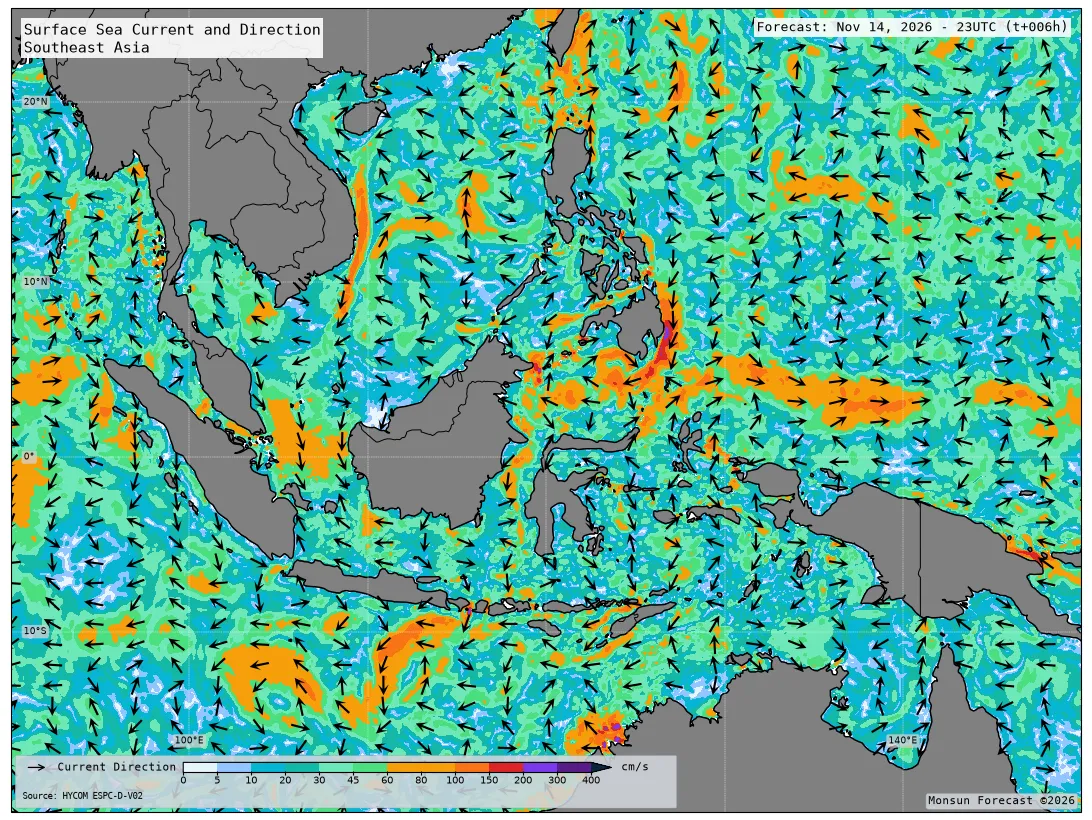 Surface Sea Current and Direction
Southeast Asia
Forecast: Nov 14, 2026 - 23UTC (t+006h)
20°N
10°N
0°
10°S
100°E
140°E
Current Direction
0 5 10 20 30 45 60 80 100 150 200 300 400 cm/s
Source: HYCOM ESPC-D-V02
Monsun Forecast ©2026